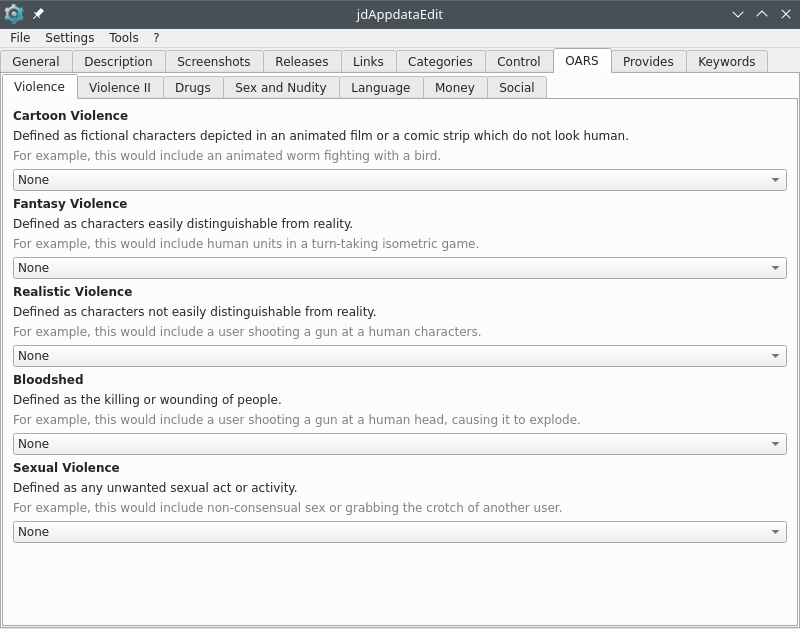 jdAppdataEdit
File Settings Tools ?
General Description Screenshots Releases Links Categories Control OARS Provides Keywords
Violence Violence II Drugs Sex and Nudity Language Money Social
Cartoon Violence
Defined as fictional characters depicted in an animated film or a comic strip which do not look human.
For example, this would include an animated worm fighting with a bird.
None
Fantasy Violence
Defined as characters easily distinguishable from reality.
For example, this would include human units in a turn-taking isometric game.
None
Realistic Violence
Defined as characters not easily distinguishable from reality.
For example, this would include a user shooting a gun at a human characters.
None
Bloodshed
Defined as the killing or wounding of people.
For example, this would include a user shooting a gun at a human head, causing it to explode.
None
Sexual Violence
Defined as any unwanted sexual act or activity.
For example, this would include non-consensual sex or grabbing the crotch of another user.
None